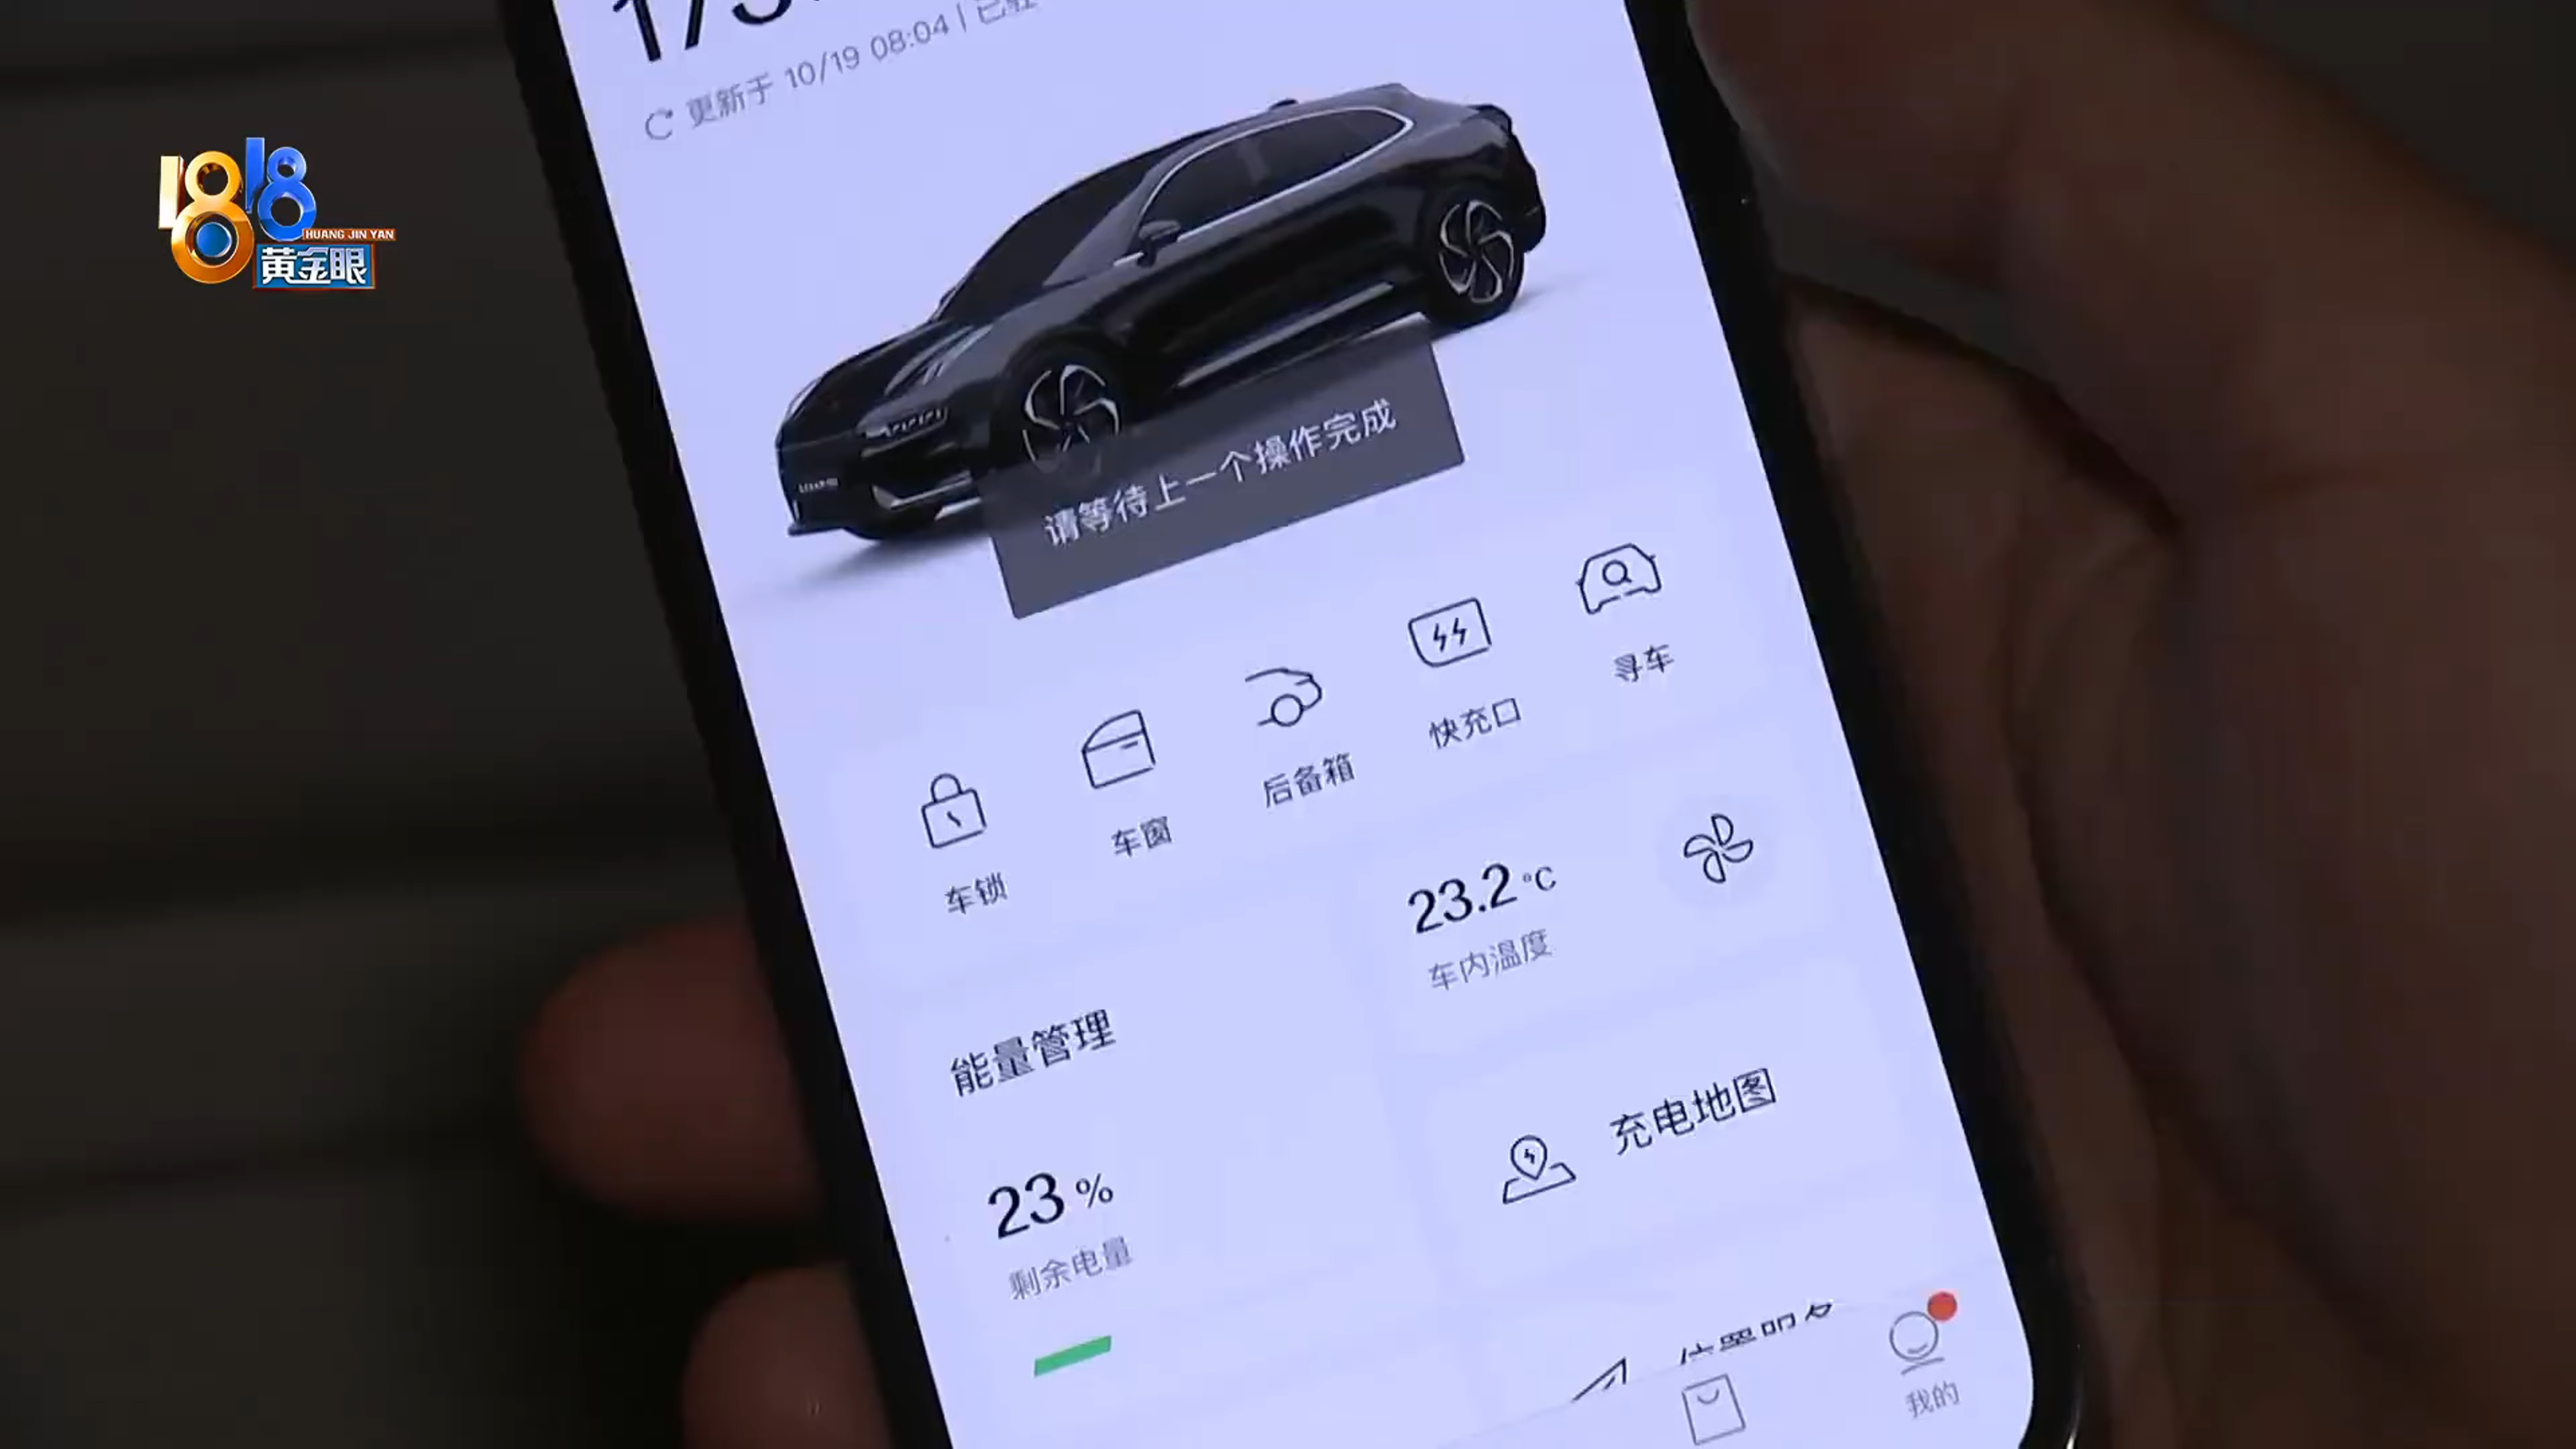 更新于 10/19 08:04 | 已驻
1818
HUANG JIN YAN
黄金眼
请等待上一个操作完成
车锁
车窗
后备箱
快充口
寻车
23.2°C
车内温度
能量管理
23%
剩余电量
充电地图
我的